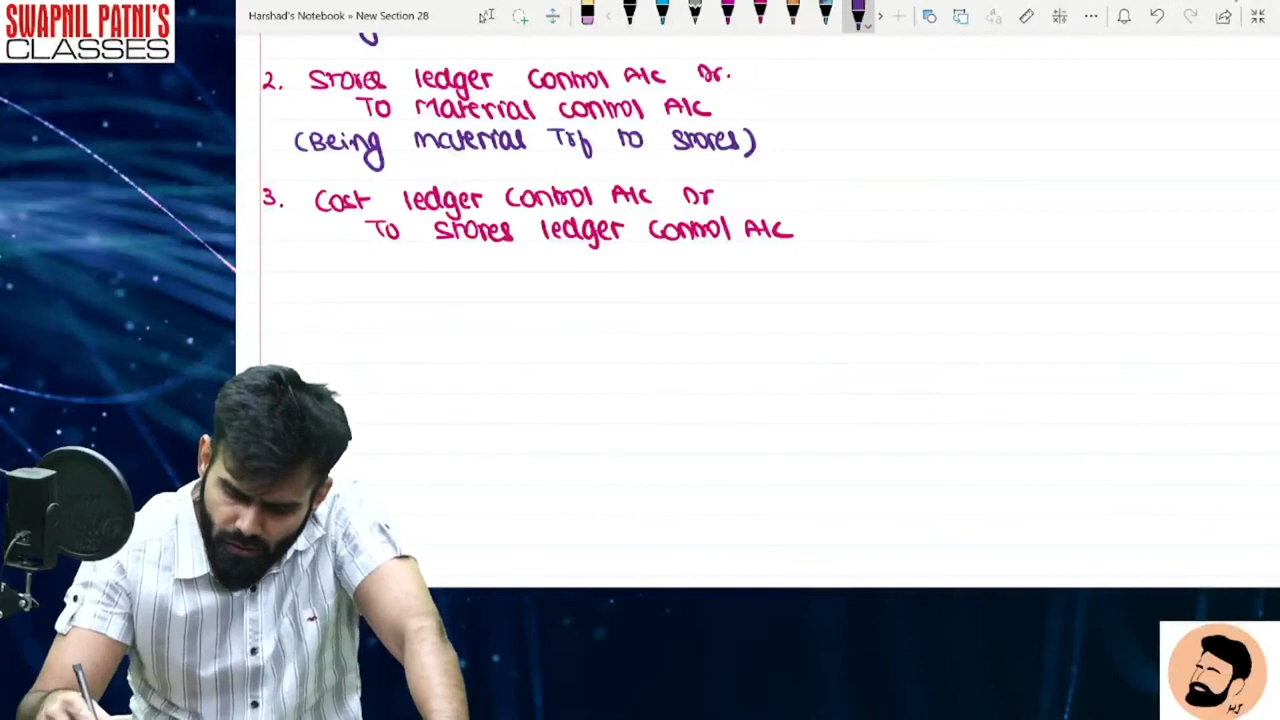 SWAPNIL PATNI'S
CLASSES
Harshad's Notebook » New Section 28
2. Stores ledger Control A/c Dr.
To Material control A/c
(Being material Trf to stores)
3. Cost ledger Control A/c Dr
To stores ledger control A/c
HJ